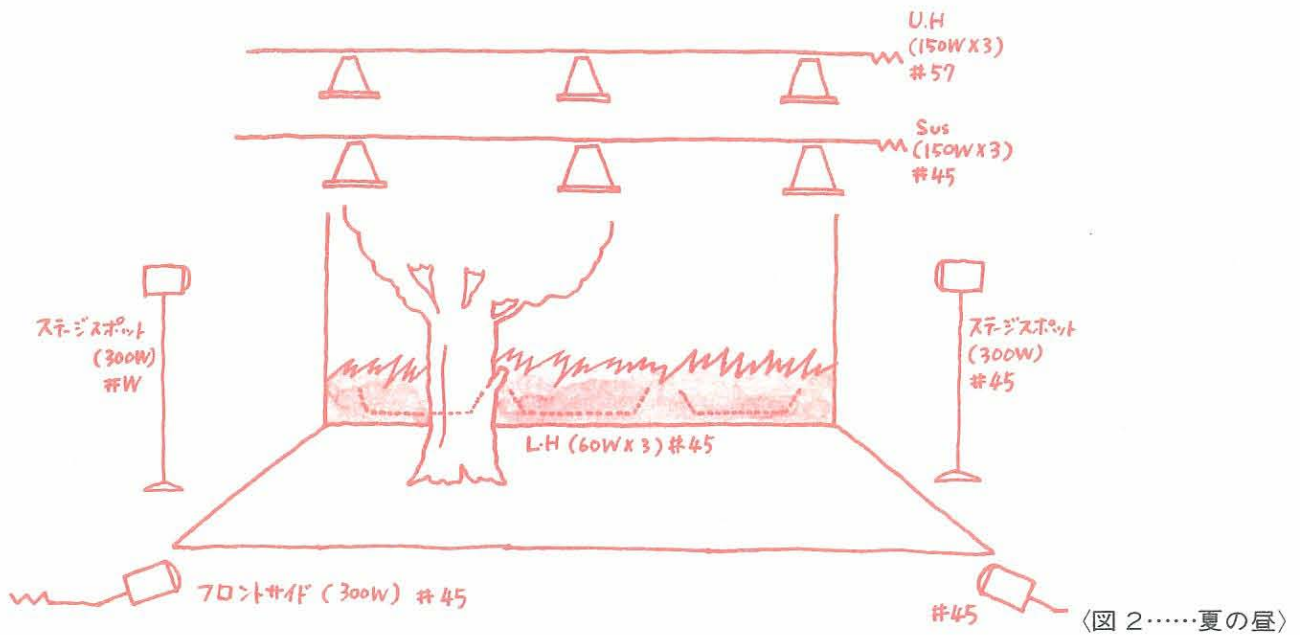 U.H
(150W×3)
#57
Sus
(150W×3)
#45
ステージスポット
(300W)
#W
ステージスポット
(300W)
#45
L.H (60W×3) #45
フロントサイド (300W) #45
#45
〈図 2……夏の昼〉